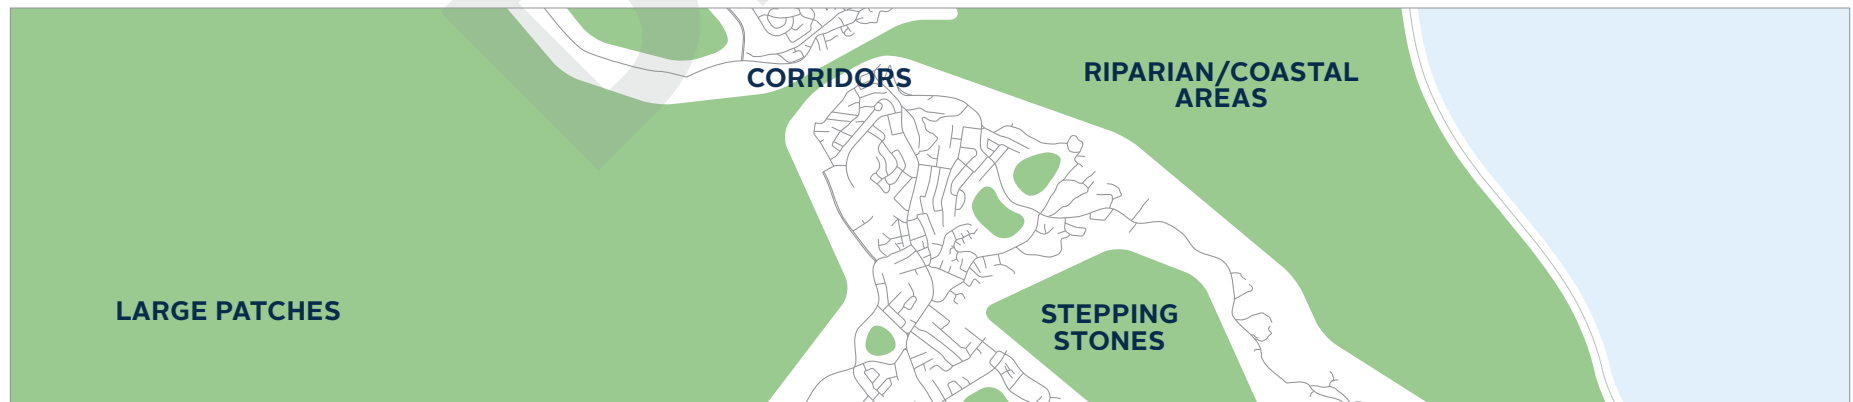 CORRIDORS
RIPARIAN/COASTAL
AREAS
LARGE PATCHES
STEPPING
STONES